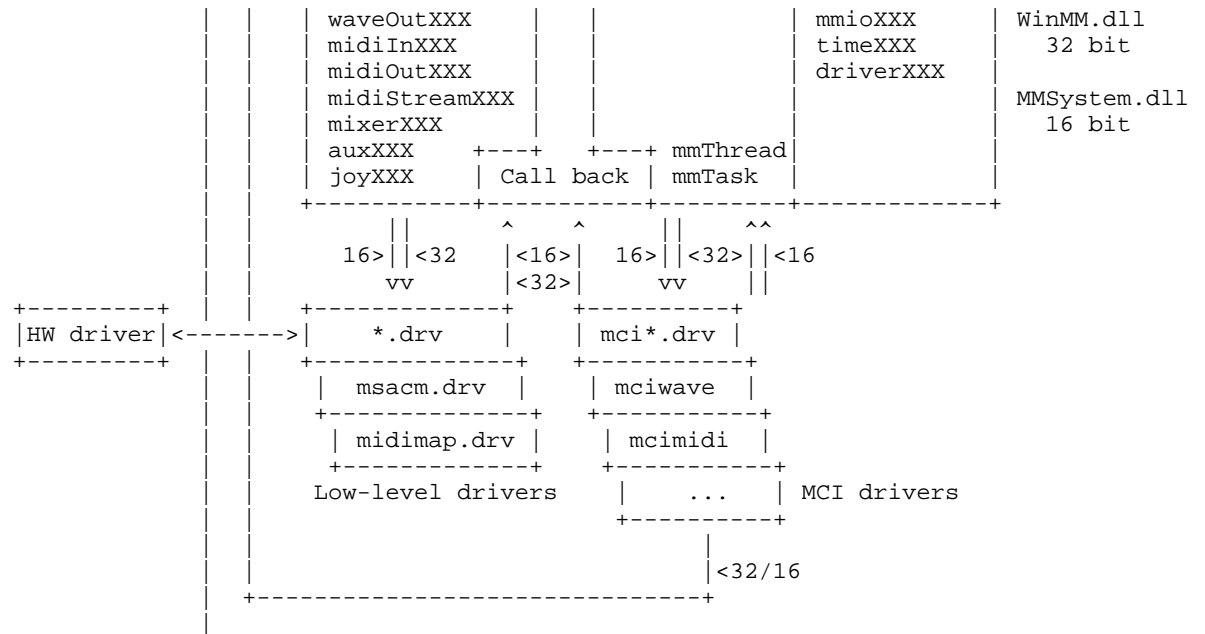 | | | waveOutXXX | | | mmioXXX | WinMM.dll
| | | midiInXXX | | | timeXXX | 32 bit
| | | midiOutXXX | | | driverXXX |
| | | midiStreamXXX | | | | MMSystem.dll
| | | mixerXXX | | | | 16 bit
| | | auxXXX +---+ +---+ mmThread| |
| | | joyXXX | Call back | mmTask | |
| | +-----------+-----------+---------+-------------+
| | || ^ ^ || ^^
| | 16>||<32 |<16>| 16>||<32>||<16
| | vv |<32>| vv ||
+---------+ | | +-------------+ +----------+
|HW driver|<------->| *.drv | | mci*.drv |
+---------+ | | +--------------+ +-----------+
| | | msacm.drv | | mciwave |
| | +--------------+ +-----------+
| | | midimap.drv | | mcimidi |
| | +-------------+ +-----------+
| | Low-level drivers | ... | MCI drivers
| | +----------+
| | |
| | |<32/16
| +-------------------------------+
|